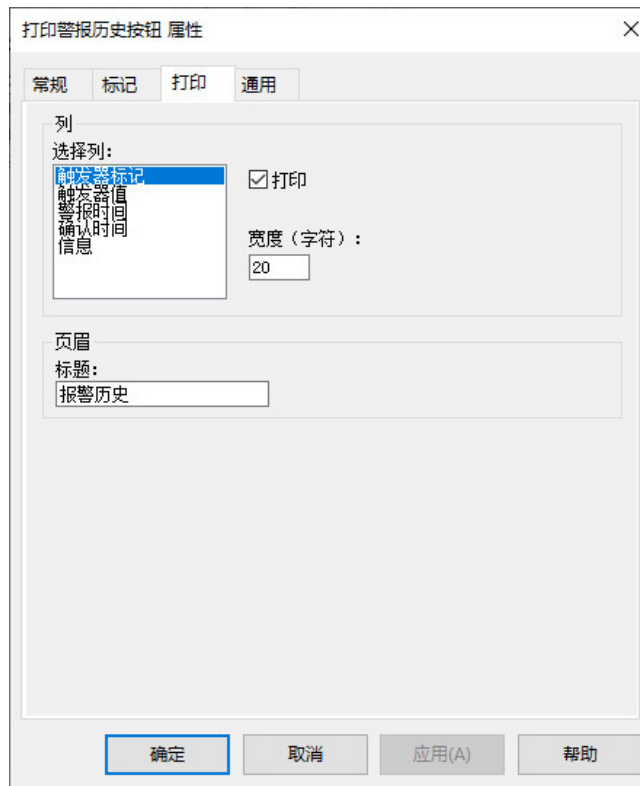 打印警报历史按钮 属性
常规 标记 打印 通用
列
选择列:
触发器标记
触发器值
警报时间
确认时间
信息
打印
宽度(字符):
20
页眉
标题:
报警历史
确定 取消 应用(A) 帮助